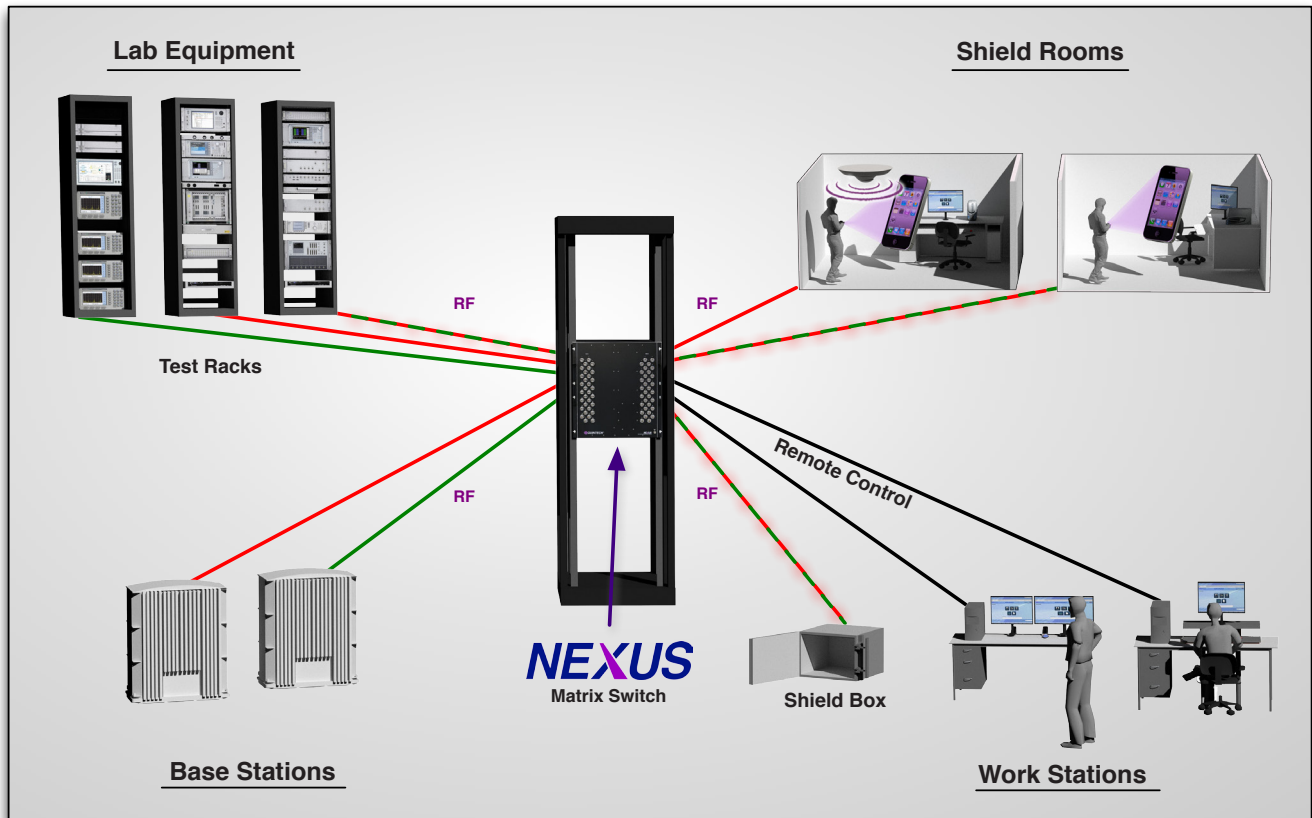 Lab Equipment
Shield Rooms
RF
RF
Test Racks
Remote Control
RF
RF
NEXUS
Matrix Switch
Shield Box
Base Stations
Work Stations